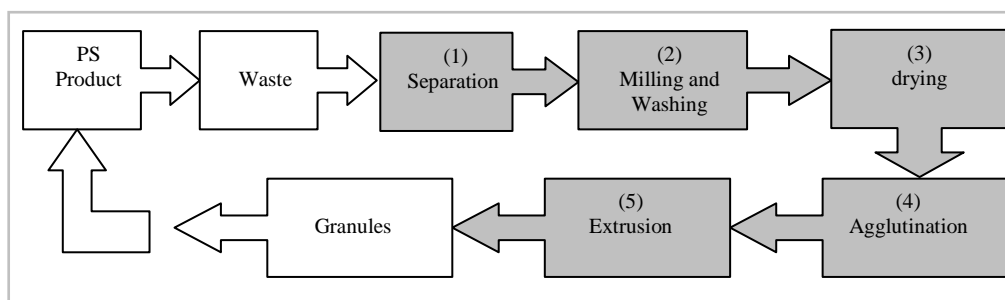 PS
Product
Waste
(1)
Separation
(2)
Milling and
Washing
(3)
drying
(4)
Agglutination
(5)
Extrusion
Granules